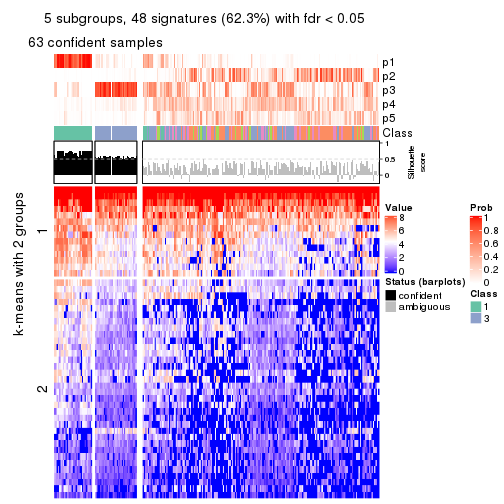 5 subgroups, 48 signatures (62.3%) with fdr < 0.05
63 confident samples
p1
p2
p3
p4
p5
Class
1
0.5
0
Silhouette
score
k-means with 2 groups
1
2
Value
8
6
4
2
0
Prob
1
0.8
0.6
0.4
0.2
0
Status (barplots)
confident
ambiguous
Class
1
3